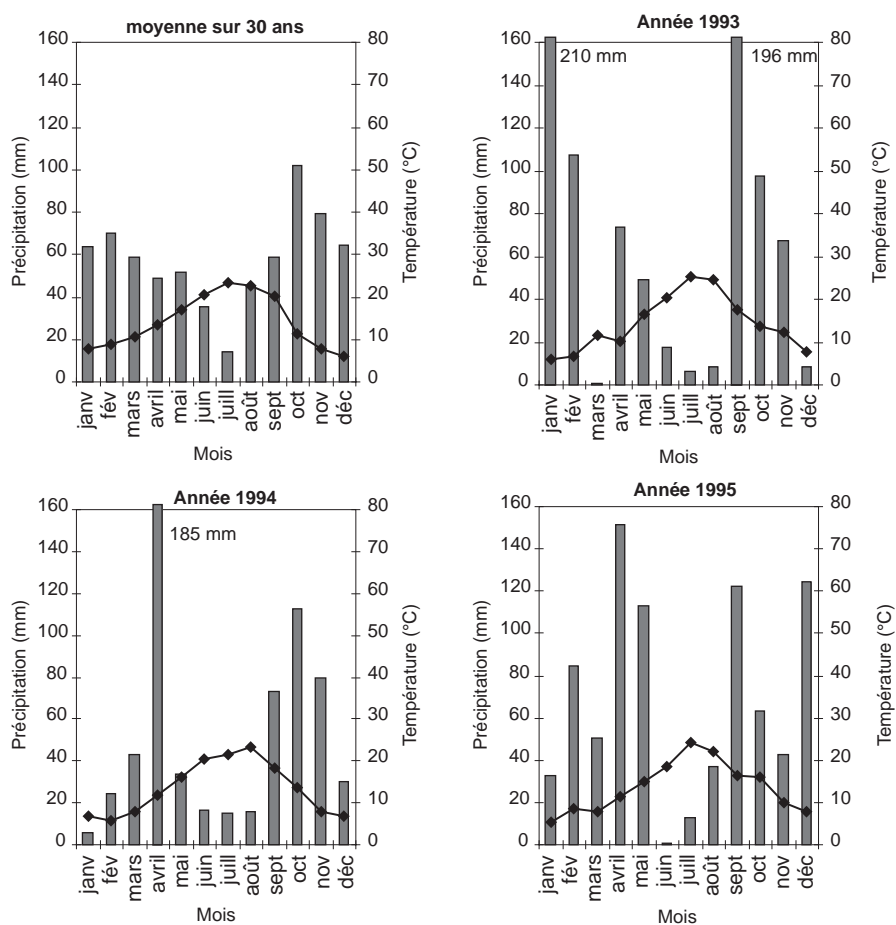 moyenne sur 30 ans
160 140 120 100 80 60 40 20 0
Précipitation (mm)
80 70 60 50 40 30 20 10 0
Température (°C)
janv fév mars avril mai juin juill août sept oct nov déc
Mois
Année 1993
210 mm
196 mm
160 140 120 100 80 60 40 20 0
Précipitation (mm)
80 70 60 50 40 30 20 10 0
Température (°C)
janv fév mars avril mai juin juill août sept oct nov déc
Mois
Année 1994
185 mm
160 140 120 100 80 60 40 20 0
Précipitation (mm)
80 70 60 50 40 30 20 10 0
Température (°C)
janv fév mars avril mai juin juill août sept oct nov déc
Mois
Année 1995
160 140 120 100 80 60 40 20 0
Précipitation (mm)
80 70 60 50 40 30 20 10 0
Température (°C)
janv fév mars avril mai juin juill août sept oct nov déc
Mois